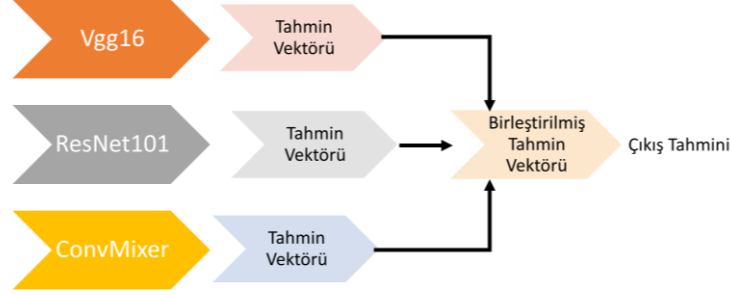 Vgg16
Tahmin
Vektörü
ResNet101
Tahmin
Vektörü
Birleştirilmiş
Tahmin
Vektörü
Çıkış Tahmini
ConvMixer
Tahmin
Vektörü